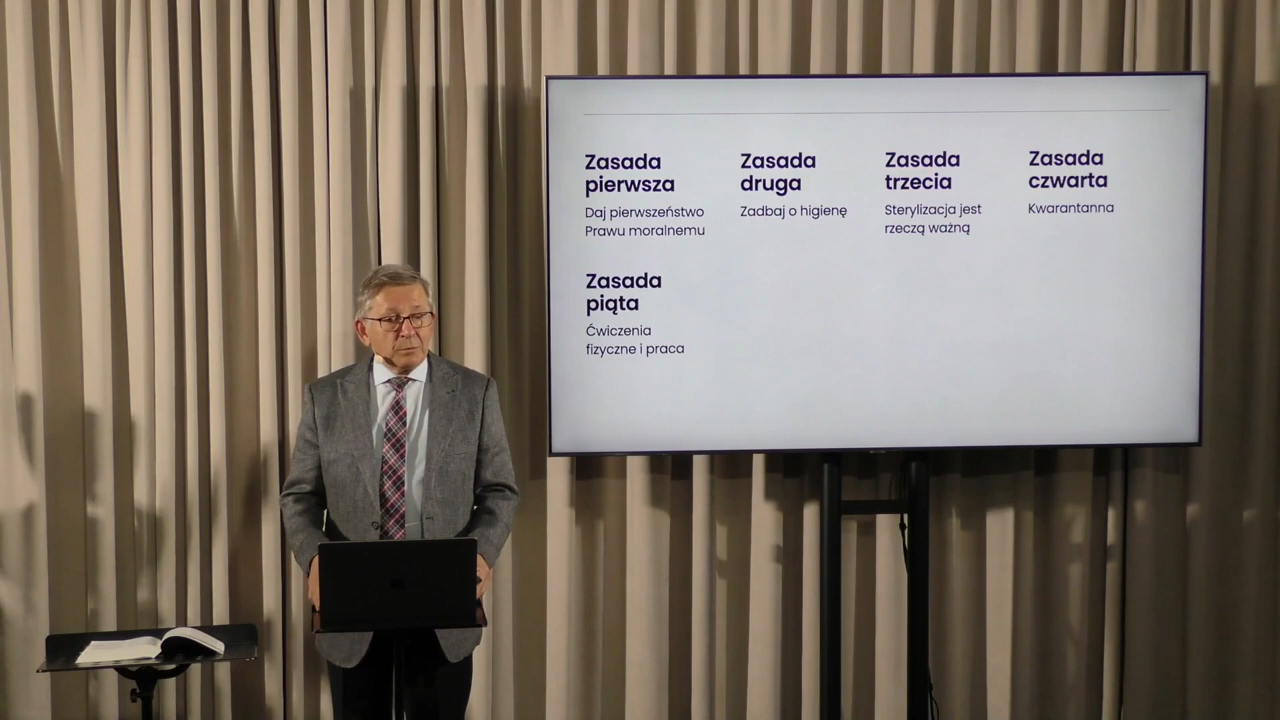 Zasada
pierwsza
Daj pierwszeństwo
Prawu moralnemu
Zasada
druga
Zadbaj o higienę
Zasada
trzecia
Sterylizacja jest
rzeczą ważną
Zasada
czwarta
Kwarantanna
Zasada
piąta
Ćwiczenia
fizyczne i praca